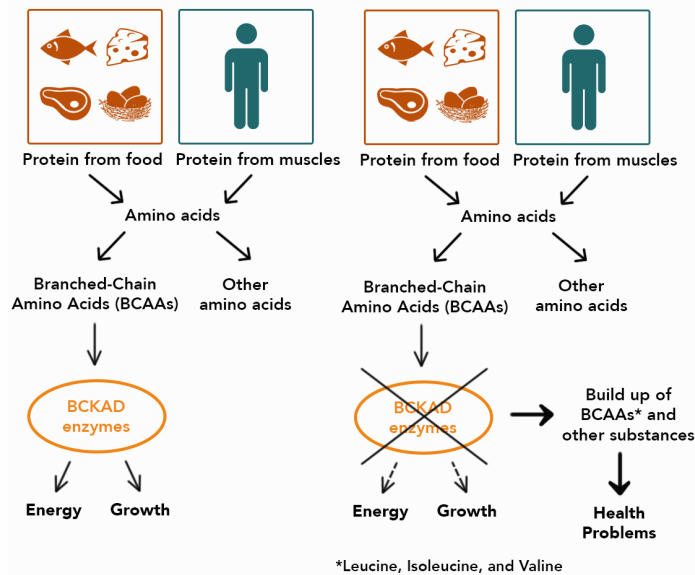 Protein from food
Protein from muscles
Amino acids
Branched-Chain
Amino Acids (BCAAs)
Other
amino acids
BCKAD
enzymes
Energy
Growth
Protein from food
Protein from muscles
Amino acids
Branched-Chain
Amino Acids (BCAAs)
Other
amino acids
BCKAD
enzymes
Build up of
BCAAs* and
other substances
Energy
Growth
Health
Problems
*Leucine, Isoleucine, and Valine